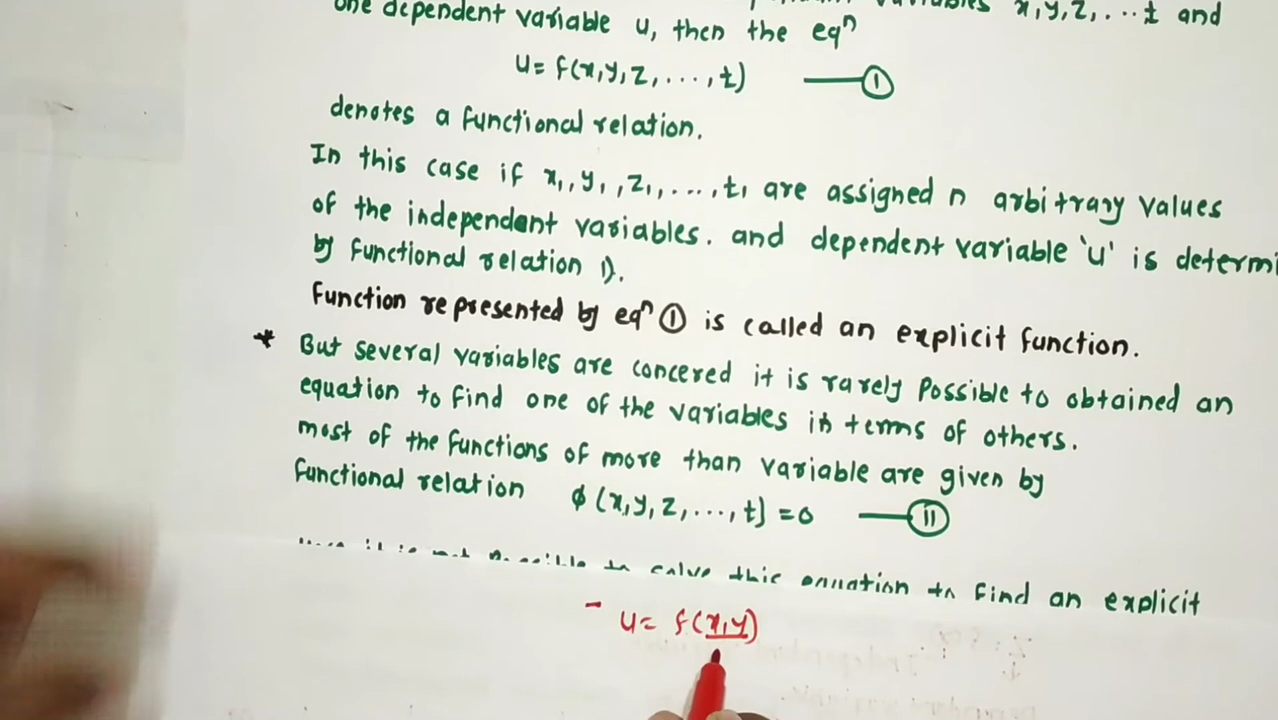 variables x,y,z,...t and
one dependent variable u, then the eqⁿ
u= f(x,y,z,...,t) —— ①
denotes a functional relation.
In this case if x₁,y₁,z₁,...,t₁ are assigned n arbitrary values
of the independent variables. and dependent variable 'u' is determi
by functional relation 1).
Function represented by eqⁿ ① is called an explicit function.
* But several variables are concered it is rarely possible to obtained an
equation to find one of the variables in terms of others.
most of the functions of more than variable are given by
functional relation φ(x,y,z,...,t)=0 —— ⑪
solve this equation to find an explicit
- u= f(x,y)